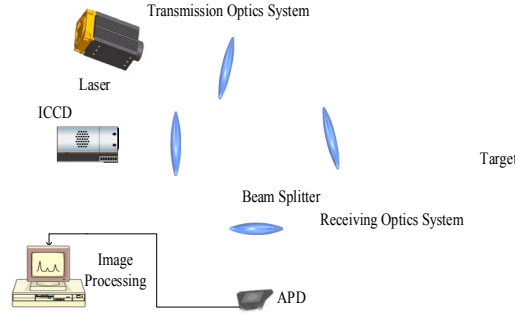 Transmission Optics System
Laser
ICCD
Target
Beam Splitter
Receiving Optics System
Image
Processing
APD